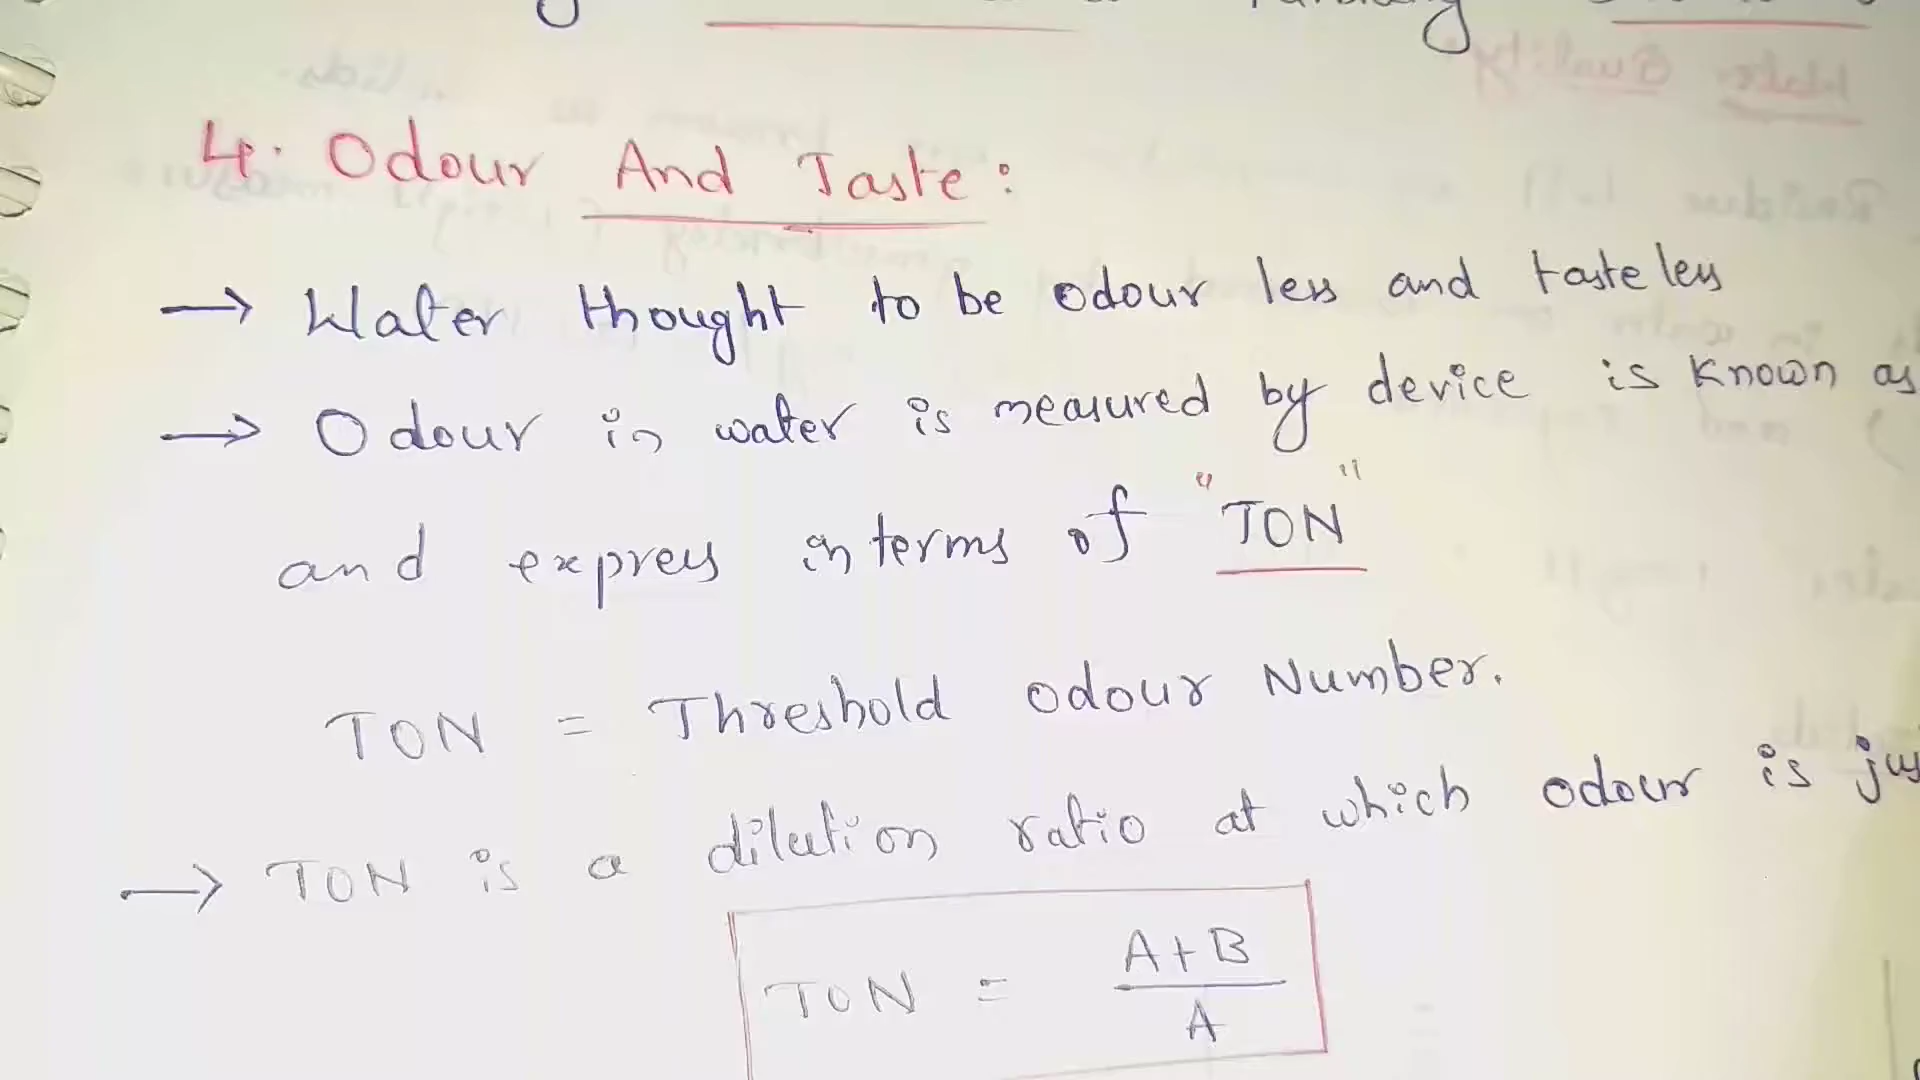 4. Odour And Taste:
→ Water thought to be odour less and tasteless
→ Odour in water is measured by device is known as
and express in terms of "TON"
TON = Threshold odour Number.
→ TON is a dilution ratio at which odour is
TON = A+B / A